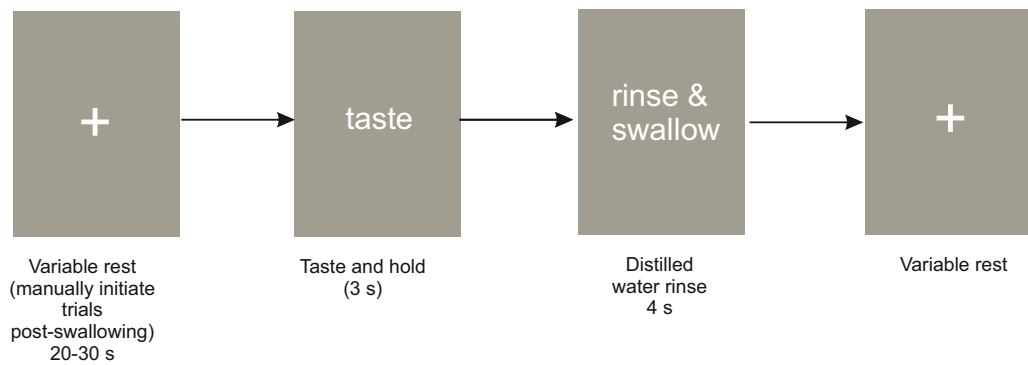 +
taste
rinse &
swallow
+
Variable rest
(manually initiate
trials
post-swallowing)
20-30 s
Taste and hold
(3 s)
Distilled
water rinse
4 s
Variable rest